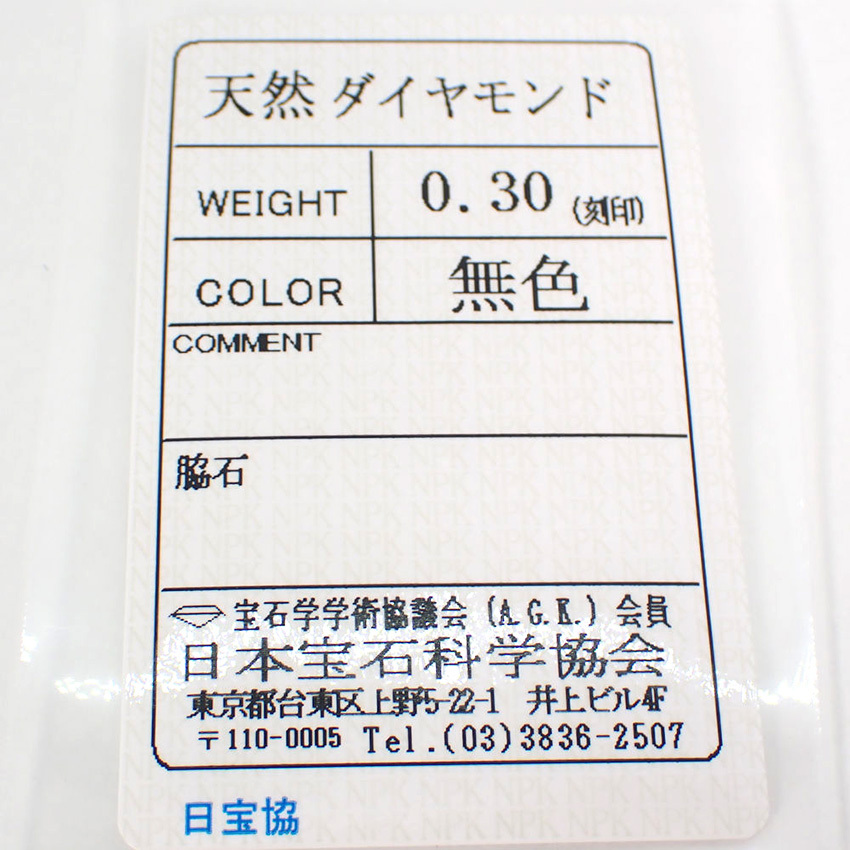 天然 ダイヤモンド
WEIGHT 0.30 (刻印)
COLOR 無色
COMMENT
脇石
宝石学学術協議会 (A.G.K.) 会員
日本宝石科学協会
東京都台東区上野5-22-1 井上ビル4F
〒110-0005 Tel.(03)3836-2507
日宝協